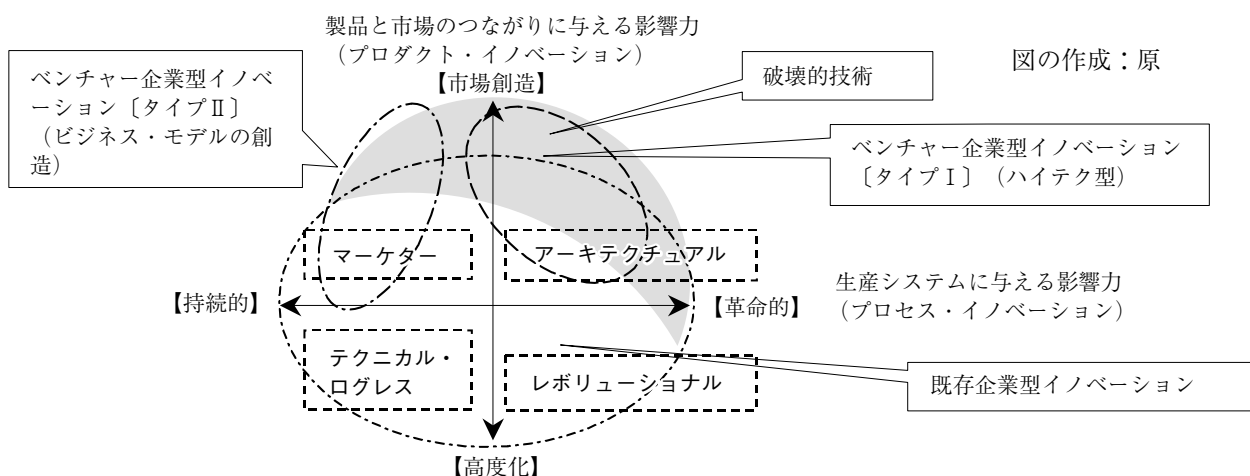 製品と市場のつながりに与える影響力
（プロダクト・イノベーション）
【市場創造】
図の作成：原
ベンチャー企業型イノベ
ーション〔タイプⅡ〕
（ビジネス・モデルの創
造）
破壊的技術
ベンチャー企業型イノベーション
〔タイプⅠ〕（ハイテク型）
マーケター
アーキテクチュアル
【持続的】
【革命的】
生産システムに与える影響力
（プロセス・イノベーション）
テクニカル・
ログレス
レボリューショナル
既存企業型イノベーション
【高度化】